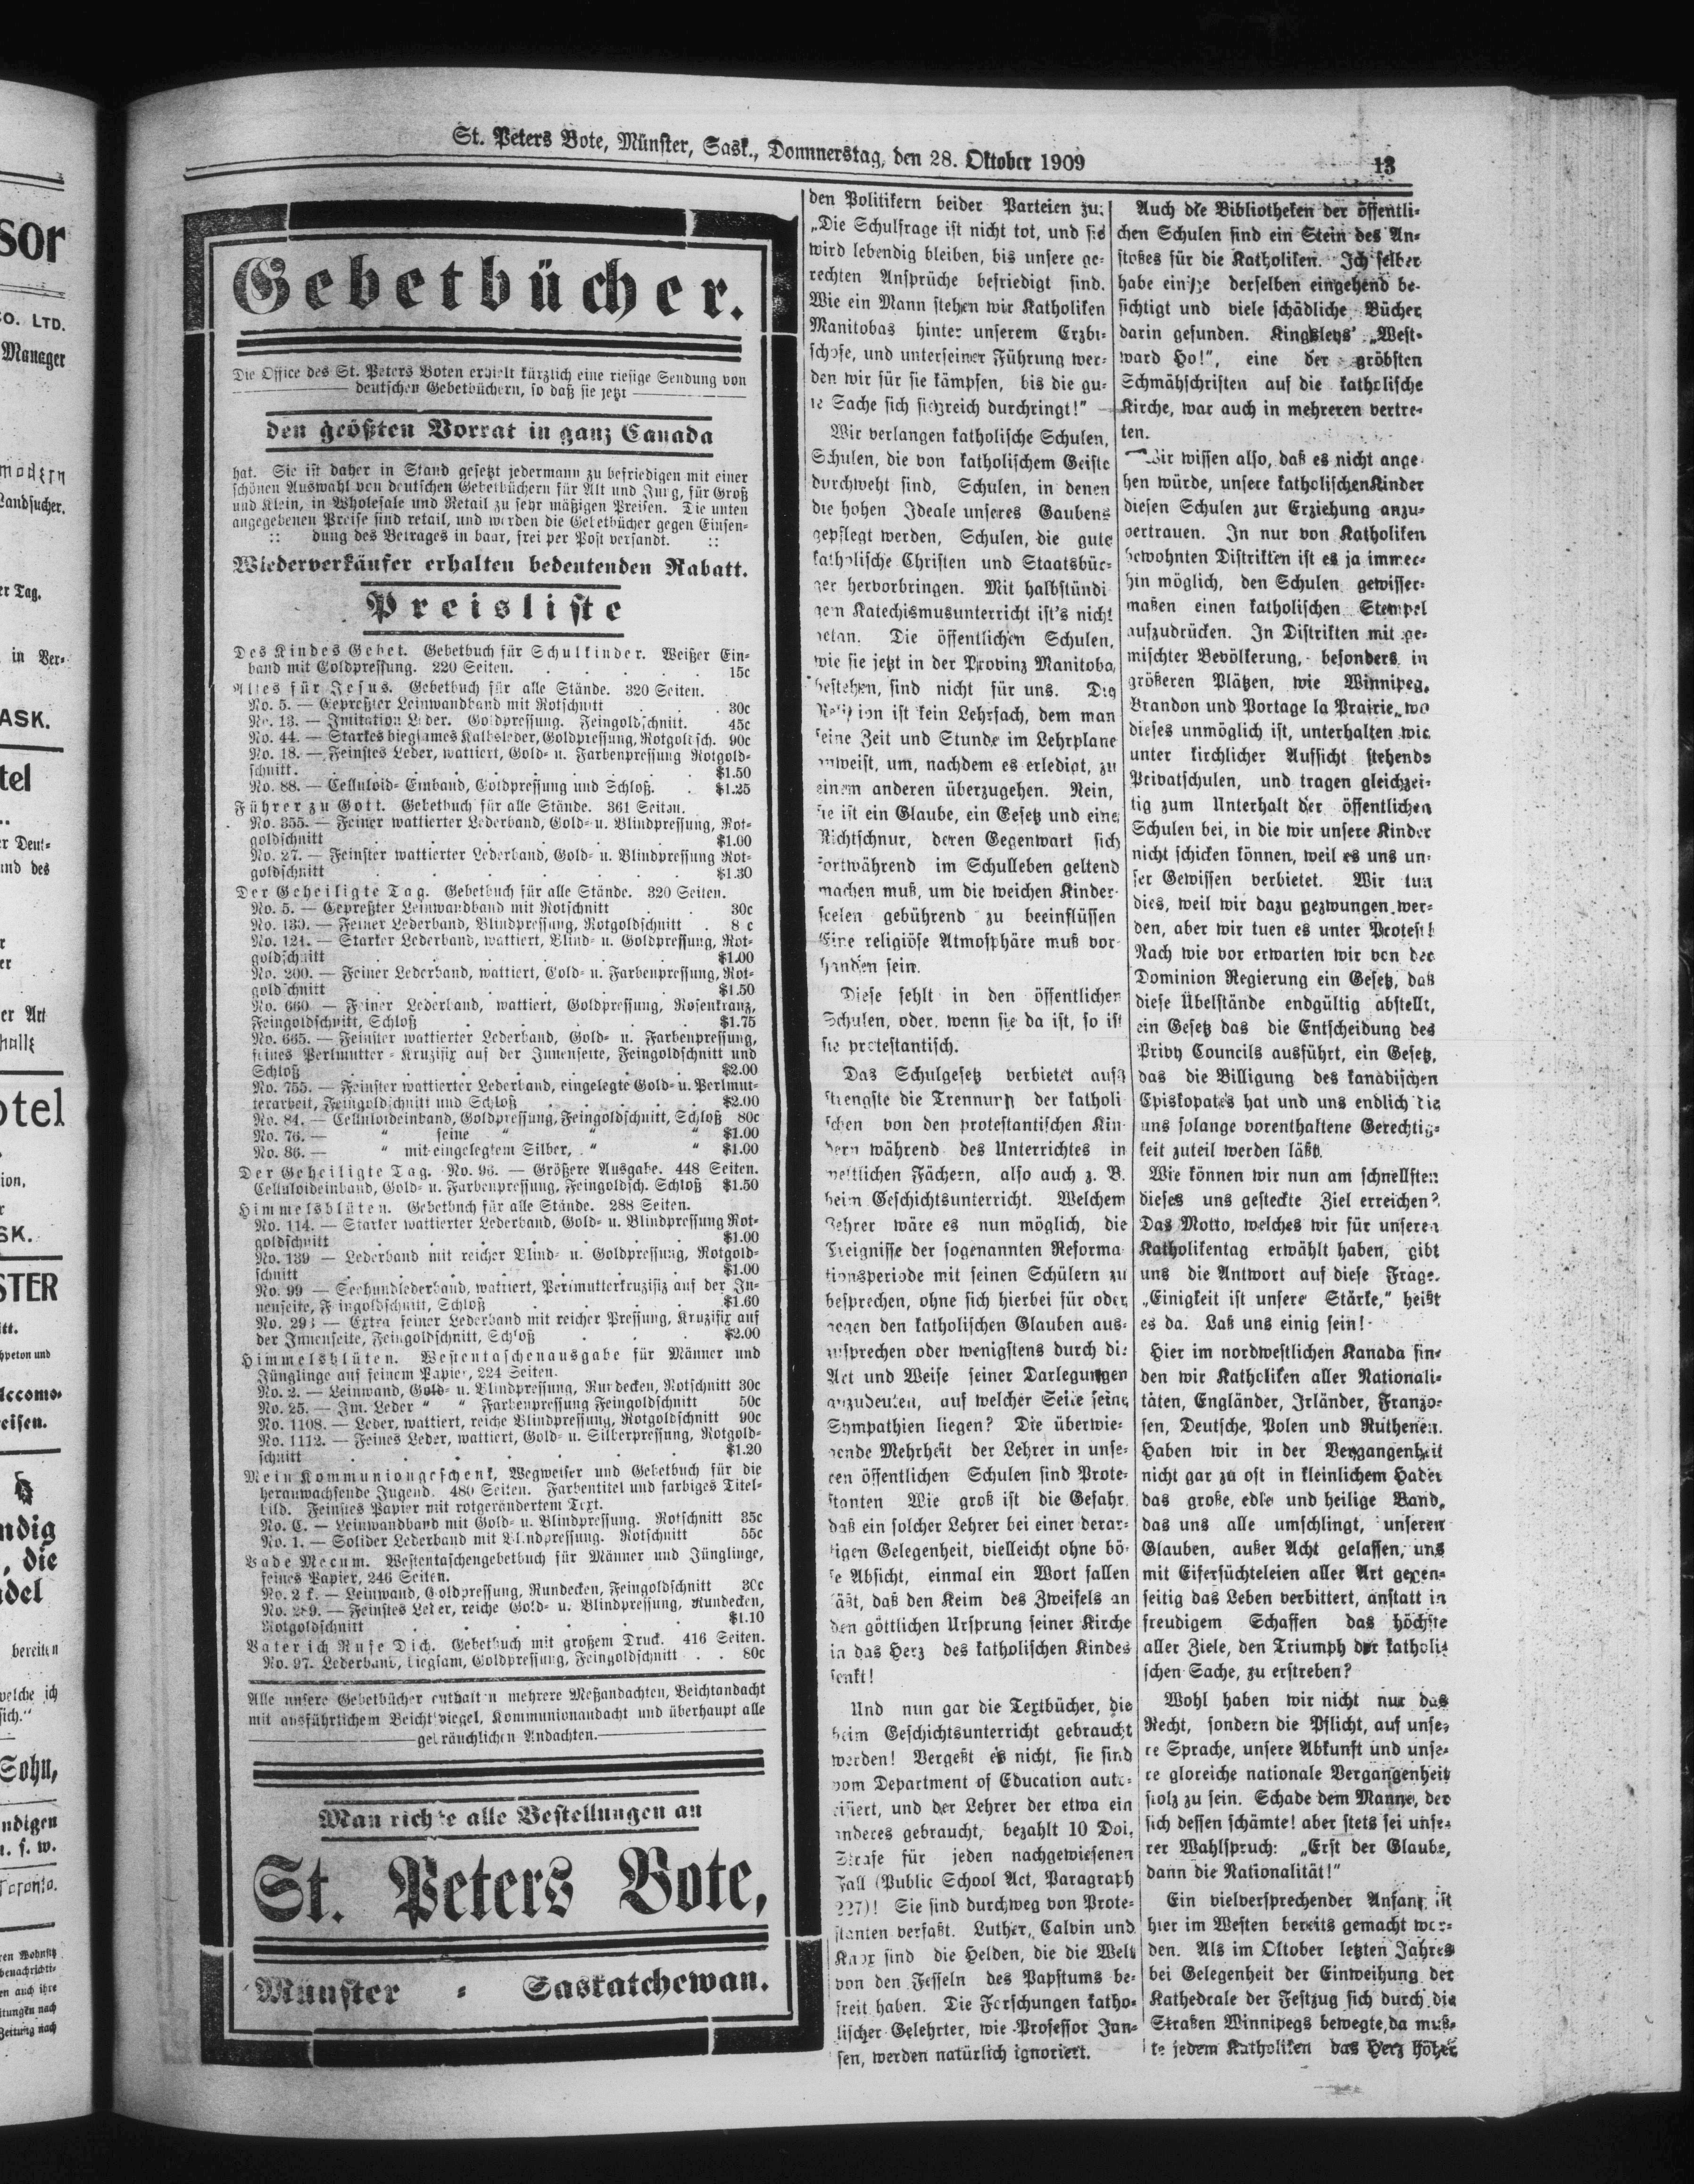 St. Peters Bote, Münster, Sask., Donnnerstag, den 28. Oktober 1909
13
Gebetbücher.
Die Office des St. Peters Boten erhielt kürzlich eine riesige Sendung von
deutschen Gebetbüchern, so daß sie jetzt
den größten Vorrat in ganz Canada
hat. Sie ist daher in Stand gesetzt jedermann zu befriedigen mit einer
schönen Auswahl von deutschen Gebetbüchern für Alt und Jung, für Groß
und Klein, in Wholesale und Retail zu sehr mäßigen Preisen. Die unten
angegebenen Preise sind retail, und werden die Gebetbücher gegen Einsen-
:: dung des Betrages in baar, frei per Post versandt. ::
Wiederverkäufer erhalten bedeutenden Rabatt.
Preisliste
Des Kindes Gebet. Gebetbuch für Schulkinder. Weißer Ein-
band mit Goldpressung. 220 Seiten. 15c
Alles für Jesus. Gebetbuch für alle Stände. 320 Seiten.
No. 5. — Gepreßter Leinwandband mit Rotschnitt 30c
No. 13. — Imitation Leder. Goldpressung. Feingoldschnitt. 45c
No. 44. — Starkes biegsames Kalbsleder, Goldpressung, Rotgoldsch. 90c
No. 18. — Feinstes Leder, wattiert, Gold- u. Farbenpressung Rotgold-
schnitt. $1.50
No. 88. — Celluloid- Einband, Goldpressung und Schloß. $1.25
Führer zu Gott. Gebetbuch für alle Stände. 361 Seiten.
No. 355. — Feiner wattierter Lederband, Gold- u. Blindpressung, Rot-
goldschnitt $1.00
No. 27. — Feinster wattierter Lederband, Gold- u. Blindpressung Rot-
goldschnitt $1.30
Der Geheiligte Tag. Gebetbuch für alle Stände. 320 Seiten.
No. 5. — Gepreßter Leinwandband mit Rotschnitt 30c
No. 130. — Feiner Lederband, Blindpressung, Rotgoldschnitt 8 c
No. 121. — Starker Lederband, wattiert, Blind- u. Goldpressung, Rot-
goldschnitt $1.00
No. 200. — Feiner Lederband, wattiert, Gold- u. Farbenpressung, Rot-
goldschnitt $1.50
No. 660 — Feiner Lederband, wattiert, Goldpressung, Rosenkranz,
Feingoldschnitt, Schloß $1.75
No. 665. — Feinster wattierter Lederband, Gold- u. Farbenpressung,
feines Perlmutter - Kruzifix auf der Innenseite, Feingoldschnitt und
Schloß $2.00
No. 755. — Feinster wattierter Lederband, eingelegte Gold- u. Perlmut-
terarbeit, Feingoldschnitt und Schloß $2.00
No. 84. — Celluloideinband, Goldpressung, Feingoldschnitt, Schloß 80c
No. 76. — " feine " " $1.00
No. 86. — " mit eingelegtem Silber, " " $1.00
Der Geheiligte Tag. No. 96. — Größere Ausgabe. 448 Seiten.
Celluloideinband, Gold- u. Farbenpressung, Feingoldsch. Schloß $1.50
Himmelsblüten. Gebetbuch für alle Stände. 288 Seiten.
No. 114. — Starker wattierter Lederband, Gold- u. Blindpressung Rot-
goldschnitt $1.00
No. 139 — Lederband mit reicher Blind- u. Goldpressung, Rotgold-
schnitt $1.00
No. 99 — Seehundlederband, wattiert, Perlmutterkruzifix auf der In-
nenseite, Feingoldschnitt, Schloß $1.60
No. 293 — Extra feiner Lederband mit reicher Pressung, Kruzifix auf
der Innenseite, Feingoldschnitt, Schloß $2.00
Himmelsblüten. Westentaschenausgabe für Männer und
Jünglinge auf feinem Papier, 224 Seiten.
No. 2. — Leinwand, Gold- u. Blindpressung, Rundecken, Rotschnitt 30c
No. 25. — Im. Leder " " Farbenpressung Feingoldschnitt 50c
No. 1108. — Leder, wattiert, reiche Blindpressung, Rotgoldschnitt 90c
No. 1112. — Feines Leder, wattiert, Gold- u. Silberpressung, Rotgold-
schnitt $1.20
Mein Kommuniongeschenk, Wegweiser und Gebetbuch für die
heranwachsende Jugend. 480 Seiten. Farbentitel und farbiges Titel-
bild. Feinstes Papier mit rotgerändertem Text.
No. C. — Leinwandband mit Gold- u. Blindpressung. Rotschnitt 35c
No. 1. — Solider Lederband mit Blindpressung. Rotschnitt 55c
Vade Mecum. Westentaschengebetbuch für Männer und Jünglinge,
feines Papier, 246 Seiten.
No. 2 f. — Leinwand, Goldpressung, Rundecken, Feingoldschnitt 30c
No. 289. — Feinstes Leder, reiche Gold- u. Blindpressung, Rundecken,
Rotgoldschnitt $1.10
Vater ich Rufe Dich. Gebetbuch mit großem Druck. 416 Seiten.
No. 97. Lederband, biegsam, Goldpressung, Feingoldschnitt 80c
Alle unsere Gebetbücher enthalten mehrere Meßandachten, Beichtandacht
mit ausführlichem Beichtspiegel, Kommunionandacht und überhaupt alle
gebräuchlichen Andachten.
Man richte alle Bestellungen an
St. Peters Bote,
Münster - Saskatchewan.
den Politikern beider Parteien zu:
„Die Schulfrage ist nicht tot, und sie
wird lebendig bleiben, bis unsere ge-
rechten Ansprüche befriedigt sind.
Wie ein Mann stehen wir Katholiken
Manitobas hinter unserem Erzbi-
schofe, und unterseiner Führung wer-
den wir für sie kämpfen, bis die gu-
te Sache sich siegreich durchringt!"
Wir verlangen katholische Schulen,
Schulen, die von katholischem Geiste
durchweht sind, Schulen, in denen
die hohen Ideale unseres Gaubens
gepflegt werden, Schulen, die gute
katholische Christen und Staatsbür-
ger hervorbringen. Mit halbstündi
gem Katechismusunterricht ist's nicht
getan. Die öffentlichen Schulen,
wie sie jetzt in der Provinz Manitoba,
bestehen, sind nicht für uns. Die
Religion ist kein Lehrfach, dem man
seine Zeit und Stunde im Lehrplane
anweist, um, nachdem es erledigt, zu
einem anderen überzugehen. Nein,
sie ist ein Glaube, ein Gesetz und eine
Richtschnur, deren Gegenwart sich
fortwährend im Schulleben geltend
machen muß, um die weichen Kinder-
seelen gebührend zu beeinflüssen
Eine religiöse Atmosphäre muß vor-
handen sein.
Diese fehlt in den öffentlichen
Schulen, oder, wenn sie da ist, so ist
sie protestantisch.
Das Schulgesetz verbietet aufs
strengste die Trennung der katholi
schen von den protestantischen Kin-
dern während des Unterrichtes in
weltlichen Fächern, also auch z. B.
beim Geschichtsunterricht. Welchem
Lehrer wäre es nun möglich, die
Ereignisse der sogenannten Reforma
tionsperiode mit seinen Schülern zu
besprechen, ohne sich hierbei für oder
gegen den katholischen Glauben aus-
zusprechen oder wenigstens durch die
Art und Weise seiner Darlegungen
anzudeuten, auf welcher Seite seine
Sympathien liegen? Die überwie-
gende Mehrheit der Lehrer in unse-
ren öffentlichen Schulen sind Prote-
stanten Wie groß ist die Gefahr,
daß ein solcher Lehrer bei einer derar-
tigen Gelegenheit, vielleicht ohne bö-
se Absicht, einmal ein Wort fallen
läßt, daß den Keim des Zweifels an
den göttlichen Ursprung seiner Kirche
in das Herz des katholischen Kindes
senkt!
Und nun gar die Textbücher, die
beim Geschichtsunterricht gebraucht
werden! Vergeßt es nicht, sie sind
vom Department of Education auto-
risiert, und der Lehrer der etwa ein
anderes gebraucht, bezahlt 10 Dol.
Strafe für jeden nachgewiesenen
Fall (Public School Act, Paragraph
227)! Sie sind durchweg von Prote-
stanten verfaßt. Luther, Calvin und
Knox sind die Helden, die die Welt
von den Fesseln des Papstums be-
freit haben. Die Forschungen katho-
lischer Gelehrter, wie Professor Jan-
sen, werden natürlich ignoriert.
Auch die Bibliotheken der öffentli-
chen Schulen sind ein Stein des An-
stoßes für die Katholiken. Ich selber
habe einige derselben eingehend be-
sichtigt und viele schädliche Bücher
darin gefunden. Kingsleys' „West-
ward Ho!", eine der gröbsten
Schmähschriften auf die katholische
Kirche, war auch in mehreren vertre-
ten.
Wir wissen also, daß es nicht ange-
hen würde, unsere katholischenKinder
diesen Schulen zur Erziehung anzu-
vertrauen. In nur von Katholiken
bewohnten Distrikten ist es ja immer-
hin möglich, den Schulen gewisser-
maßen einen katholischen Stempel
aufzudrücken. In Distrikten mit ge-
mischter Bevölkerung, besonders in
größeren Plätzen, wie Winnipeg,
Brandon und Portage la Prairie, wo
dieses unmöglich ist, unterhalten wir
unter kirchlicher Aufsicht stehende
Privatschulen, und tragen gleichzei-
tig zum Unterhalt der öffentlichen
Schulen bei, in die wir unsere Kinder
nicht schicken können, weil es uns un-
ser Gewissen verbietet. Wir tun
dies, weil wir dazu gezwungen wer-
den, aber wir tuen es unter Protest!
Nach wie vor erwarten wir von der
Dominion Regierung ein Gesetz, daß
diese Übelstände endgültig abstellt,
ein Gesetz das die Entscheidung des
Privy Councils ausführt, ein Gesetz,
das die Billigung des kanadischen
Episkopates hat und uns endlich die
uns solange vorenthaltene Gerechtig-
keit zuteil werden läßt.
Wie können wir nun am schnellsten
dieses uns gesteckte Ziel erreichen?
Das Motto, welches wir für unseren
Katholikentag erwählt haben, gibt
uns die Antwort auf diese Frage.
„Einigkeit ist unsere Stärke," heißt
es da. Laß uns einig sein!
Hier im nordwestlichen Kanada fin-
den wir Katholiken aller Nationali-
täten, Engländer, Irländer, Franzo-
sen, Deutsche, Polen und Ruthenen.
Haben wir in der Vergangenheit
nicht gar zu oft in kleinlichem Hader
das große, edle und heilige Band,
das uns alle umschlingt, unseren
Glauben, außer Acht gelassen, uns
mit Eifersüchteleien aller Art gegen-
seitig das Leben verbittert, anstatt in
freudigem Schaffen das höchste
aller Ziele, den Triumph der katholi-
schen Sache, zu erstreben?
Wohl haben wir nicht nur das
Recht, sondern die Pflicht, auf unse-
re Sprache, unsere Abkunft und unse-
re gloreiche nationale Vergangenheit
stolz zu sein. Schade dem Manne, der
sich dessen schämte! aber stets sei unse-
rer Wahlspruch: „Erst der Glaube,
dann die Nationalität!"
Ein vielversprechender Anfang ist
hier im Westen bereits gemacht wor-
den. Als im Oktober letzten Jahres
bei Gelegenheit der Einweihung der
Kathedrale der Festzug sich durch die
Straßen Winnipegs bewegte, da muß-
te jedem Katholiken das Herz höher